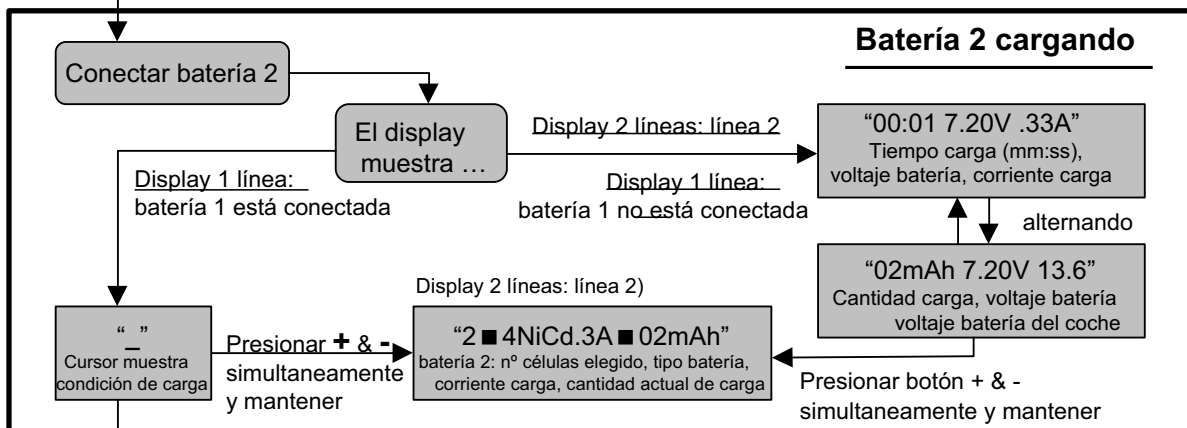 Batería 2 cargando
Conectar batería 2
El display
muestra ...
Display 2 líneas: línea 2
Display 1 línea:
batería 1 no está conectada
Display 1 línea:
batería 1 está conectada
“00:01 7.20V .33A”
Tiempo carga (mm:ss),
voltaje batería, corriente carga
alternando
“02mAh 7.20V 13.6”
Cantidad carga, voltaje batería
voltaje batería del coche
Display 2 líneas: línea 2)
“2 ■ 4NiCd.3A ■ 02mAh”
batería 2: nº células elegido, tipo batería,
corriente carga, cantidad actual de carga
“_”
Cursor muestra
condición de carga
Presionar + & -
simultaneamente
y mantener
Presionar botón + & -
simultaneamente y mantener